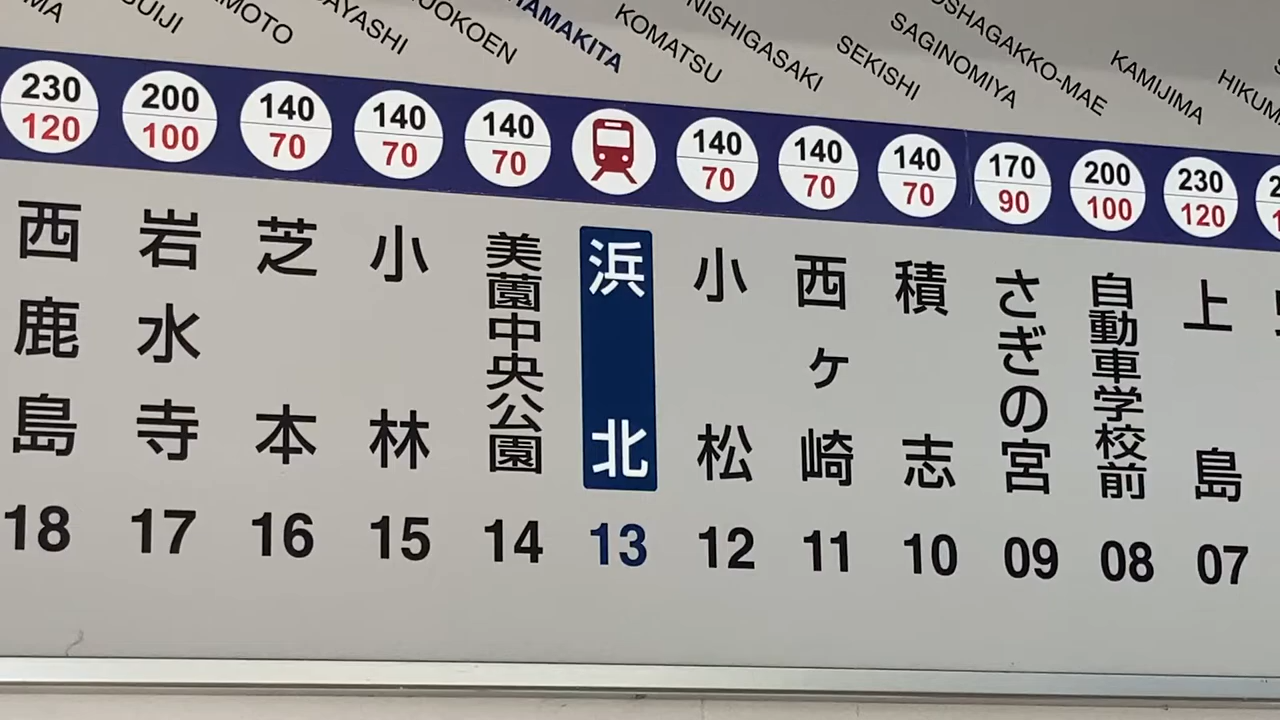 KOMATSU
SEKISHI
SAGINOMIYA
KAMIJIMA
230 200 140 140 140 140 140 140 170 200 230
120 100 70 70 70 70 70 70 90 100 120
西鹿島
岩水寺
芝本
小林
美薗中央公園
浜北
小松
西ヶ崎
積志
さぎの宮
自動車学校前
上島
18 17 16 15 14 13 12 11 10 09 08 07